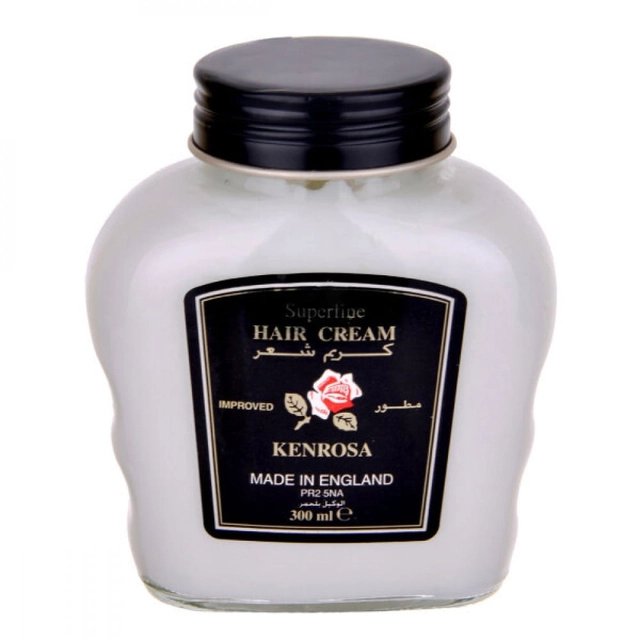 Superfine
HAIR CREAM
كريم شعر
IMPROVED مطور
KENROSA
MADE IN ENGLAND
PR2 5NA
300 ml ℮